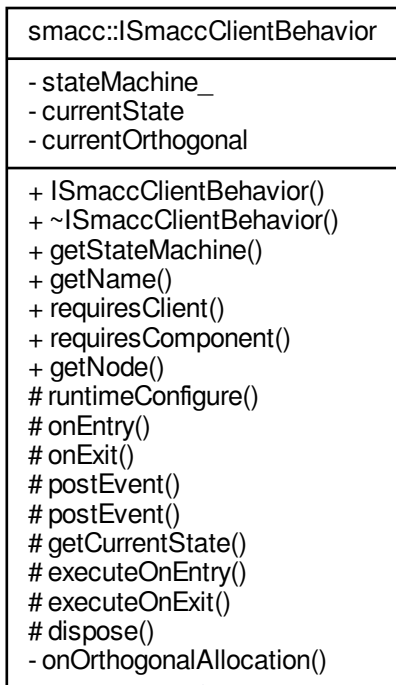 smacc::ISmaccClientBehavior
- stateMachine_
- currentState
- currentOrthogonal
+ ISmaccClientBehavior()
+ ~ISmaccClientBehavior()
+ getStateMachine()
+ getName()
+ requiresClient()
+ requiresComponent()
+ getNode()
# runtimeConfigure()
# onEntry()
# onExit()
# postEvent()
# postEvent()
# getCurrentState()
# executeOnEntry()
# executeOnExit()
# dispose()
- onOrthogonalAllocation()